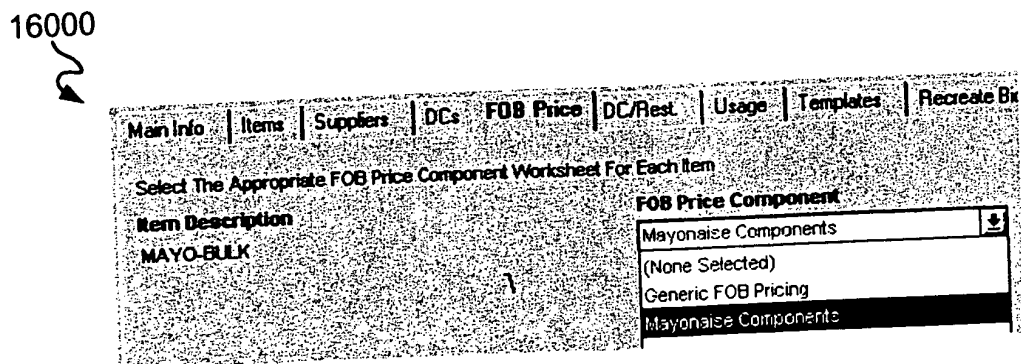 16000
Main Info Items Suppliers DCs FOB Price DC/Rest. Usage Templates Recreate Bid
Select The Appropriate FOB Price Component Worksheet For Each Item
Item Description FOB Price Component
MAYO-BULK Mayonaise Components
(None Selected)
Generic FOB Pricing
Mayonaise Components